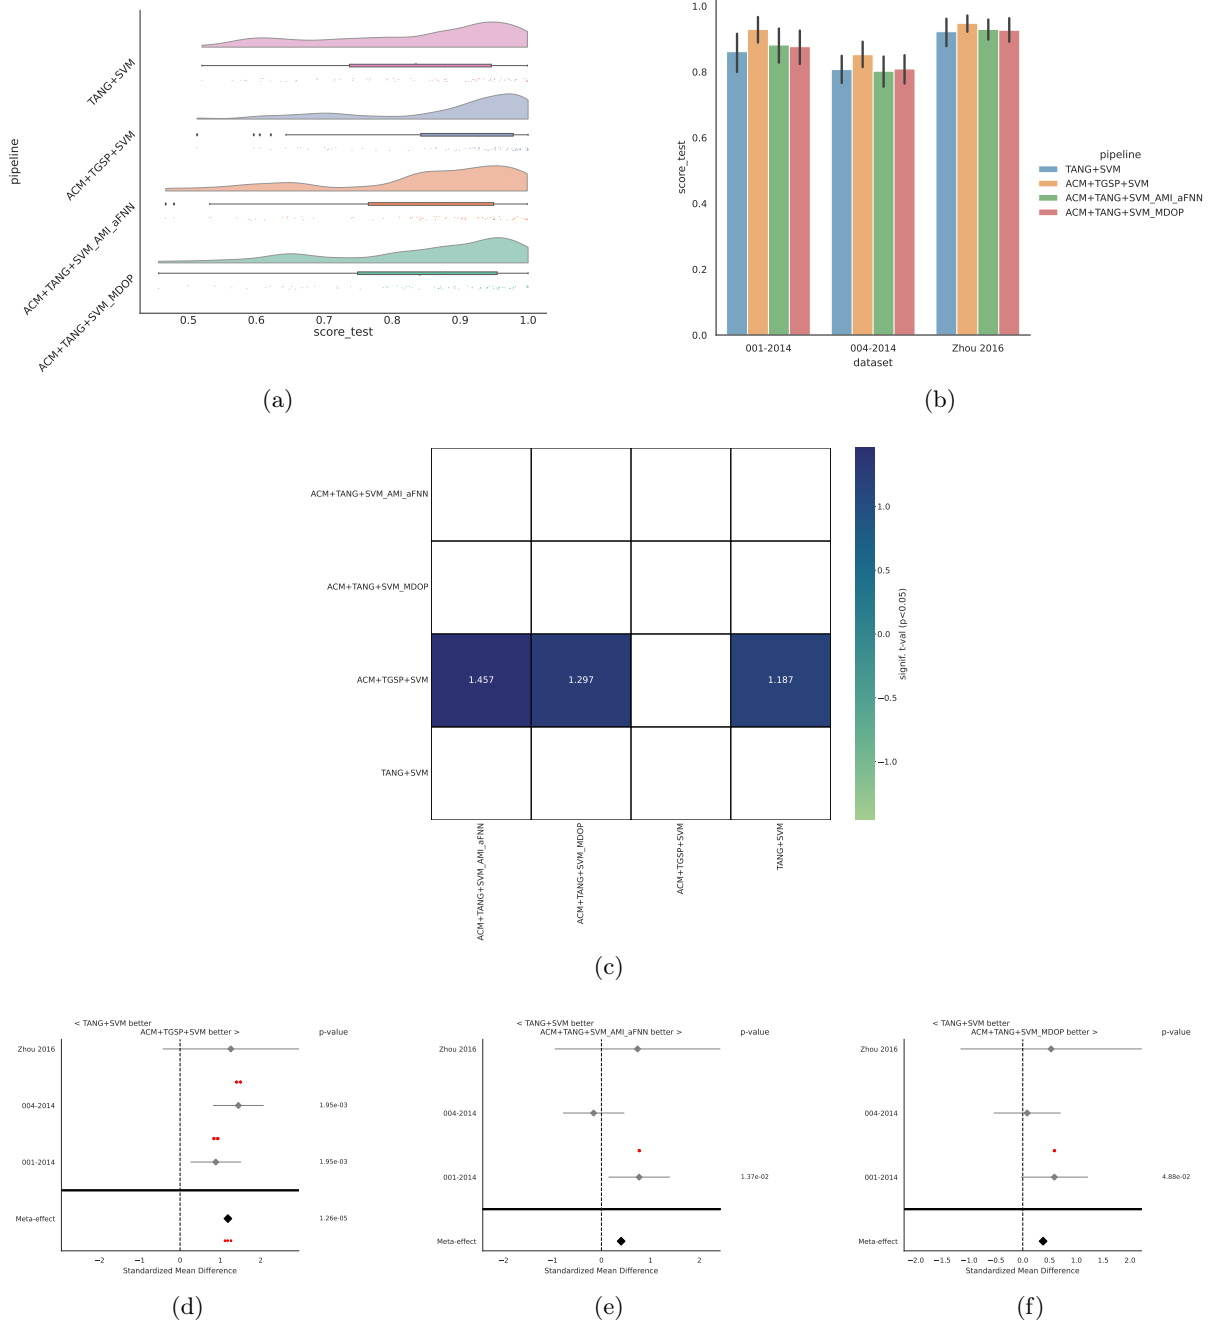 pipeline
TANG+SVM
ACM+TGSP+SVM
ACM+TANG+SVM_AMI_aFNN
ACM+TANG+SVM_MDOP
0.5 0.6 0.7 0.8 0.9 1.0
score_test
(a)
score_test
1.0
0.8
0.6
0.4
0.2
0.0
001-2014 004-2014 Zhou 2016
dataset
pipeline
TANG+SVM
ACM+TGSP+SVM
ACM+TANG+SVM_AMI_aFNN
ACM+TANG+SVM_MDOP
(b)
ACM+TANG+SVM_AMI_aFNN
ACM+TANG+SVM_MDOP
ACM+TGSP+SVM
1.457 1.297 1.187
TANG+SVM
ACM+TANG+SVM_AMI_aFNN
ACM+TANG+SVM_MDOP
ACM+TGSP+SVM
TANG+SVM
1.0
0.5
0.0
−0.5
−1.0
signif. t-val (p<0.05)
(c)
< TANG+SVM better
ACM+TGSP+SVM better > p-value
Zhou 2016
004-2014 1.95e-03
001-2014 1.95e-03
Meta-effect 1.26e-05
−2 −1 0 1 2
Standardized Mean Difference
(d)
< TANG+SVM better
ACM+TANG+SVM_AMI_aFNN better > p-value
Zhou 2016
004-2014
001-2014 1.37e-02
Meta-effect
−2 −1 0 1 2
Standardized Mean Difference
(e)
< TANG+SVM better
ACM+TANG+SVM_MDOP better > p-value
Zhou 2016
004-2014
001-2014 4.88e-02
Meta-effect
−2.0 −1.5 −1.0 −0.5 0.0 0.5 1.0 1.5 2.0
Standardized Mean Difference
(f)